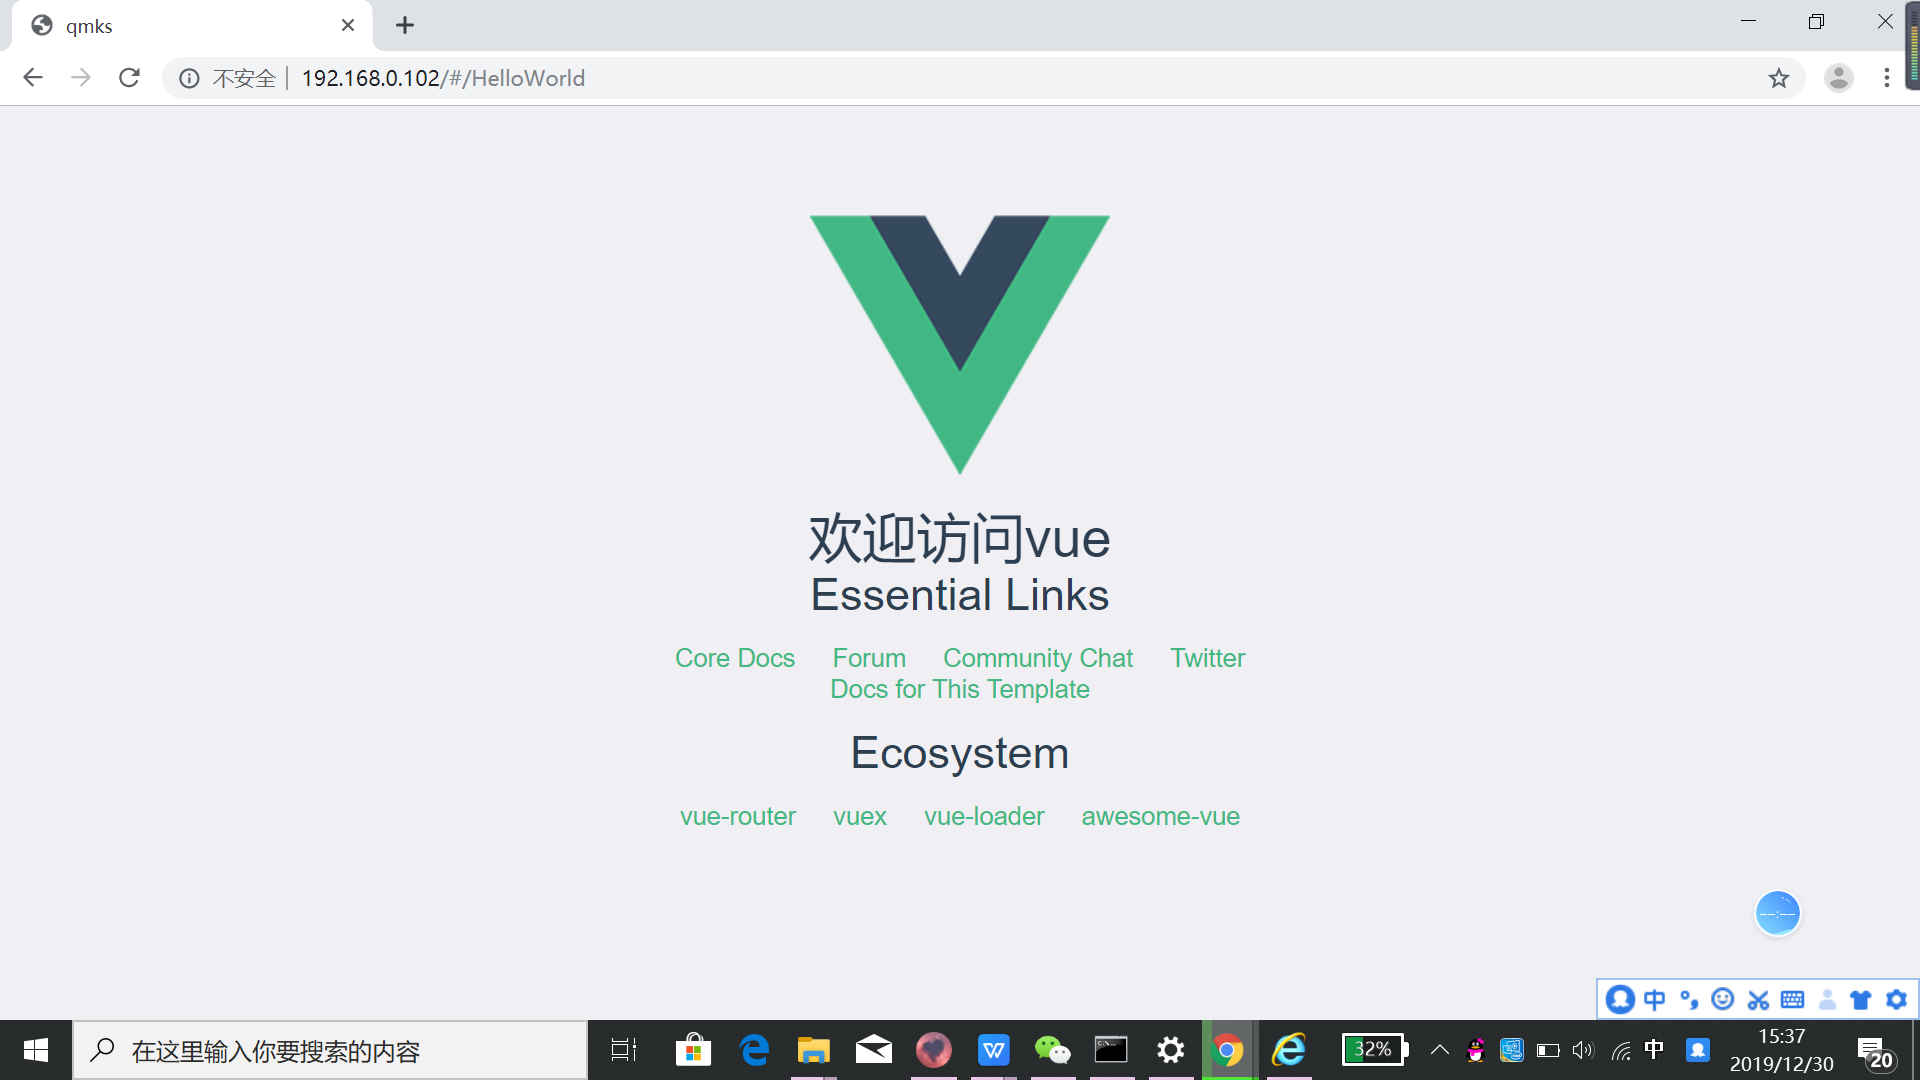 qmks
不安全 192.168.0.102/#/HelloWorld
欢迎访问vue
Essential Links
Core Docs Forum Community Chat Twitter
Docs for This Template
Ecosystem
vue-router vuex vue-loader awesome-vue
--:--
中
在这里输入你要搜索的内容
32%
中
15:37
2019/12/30
20